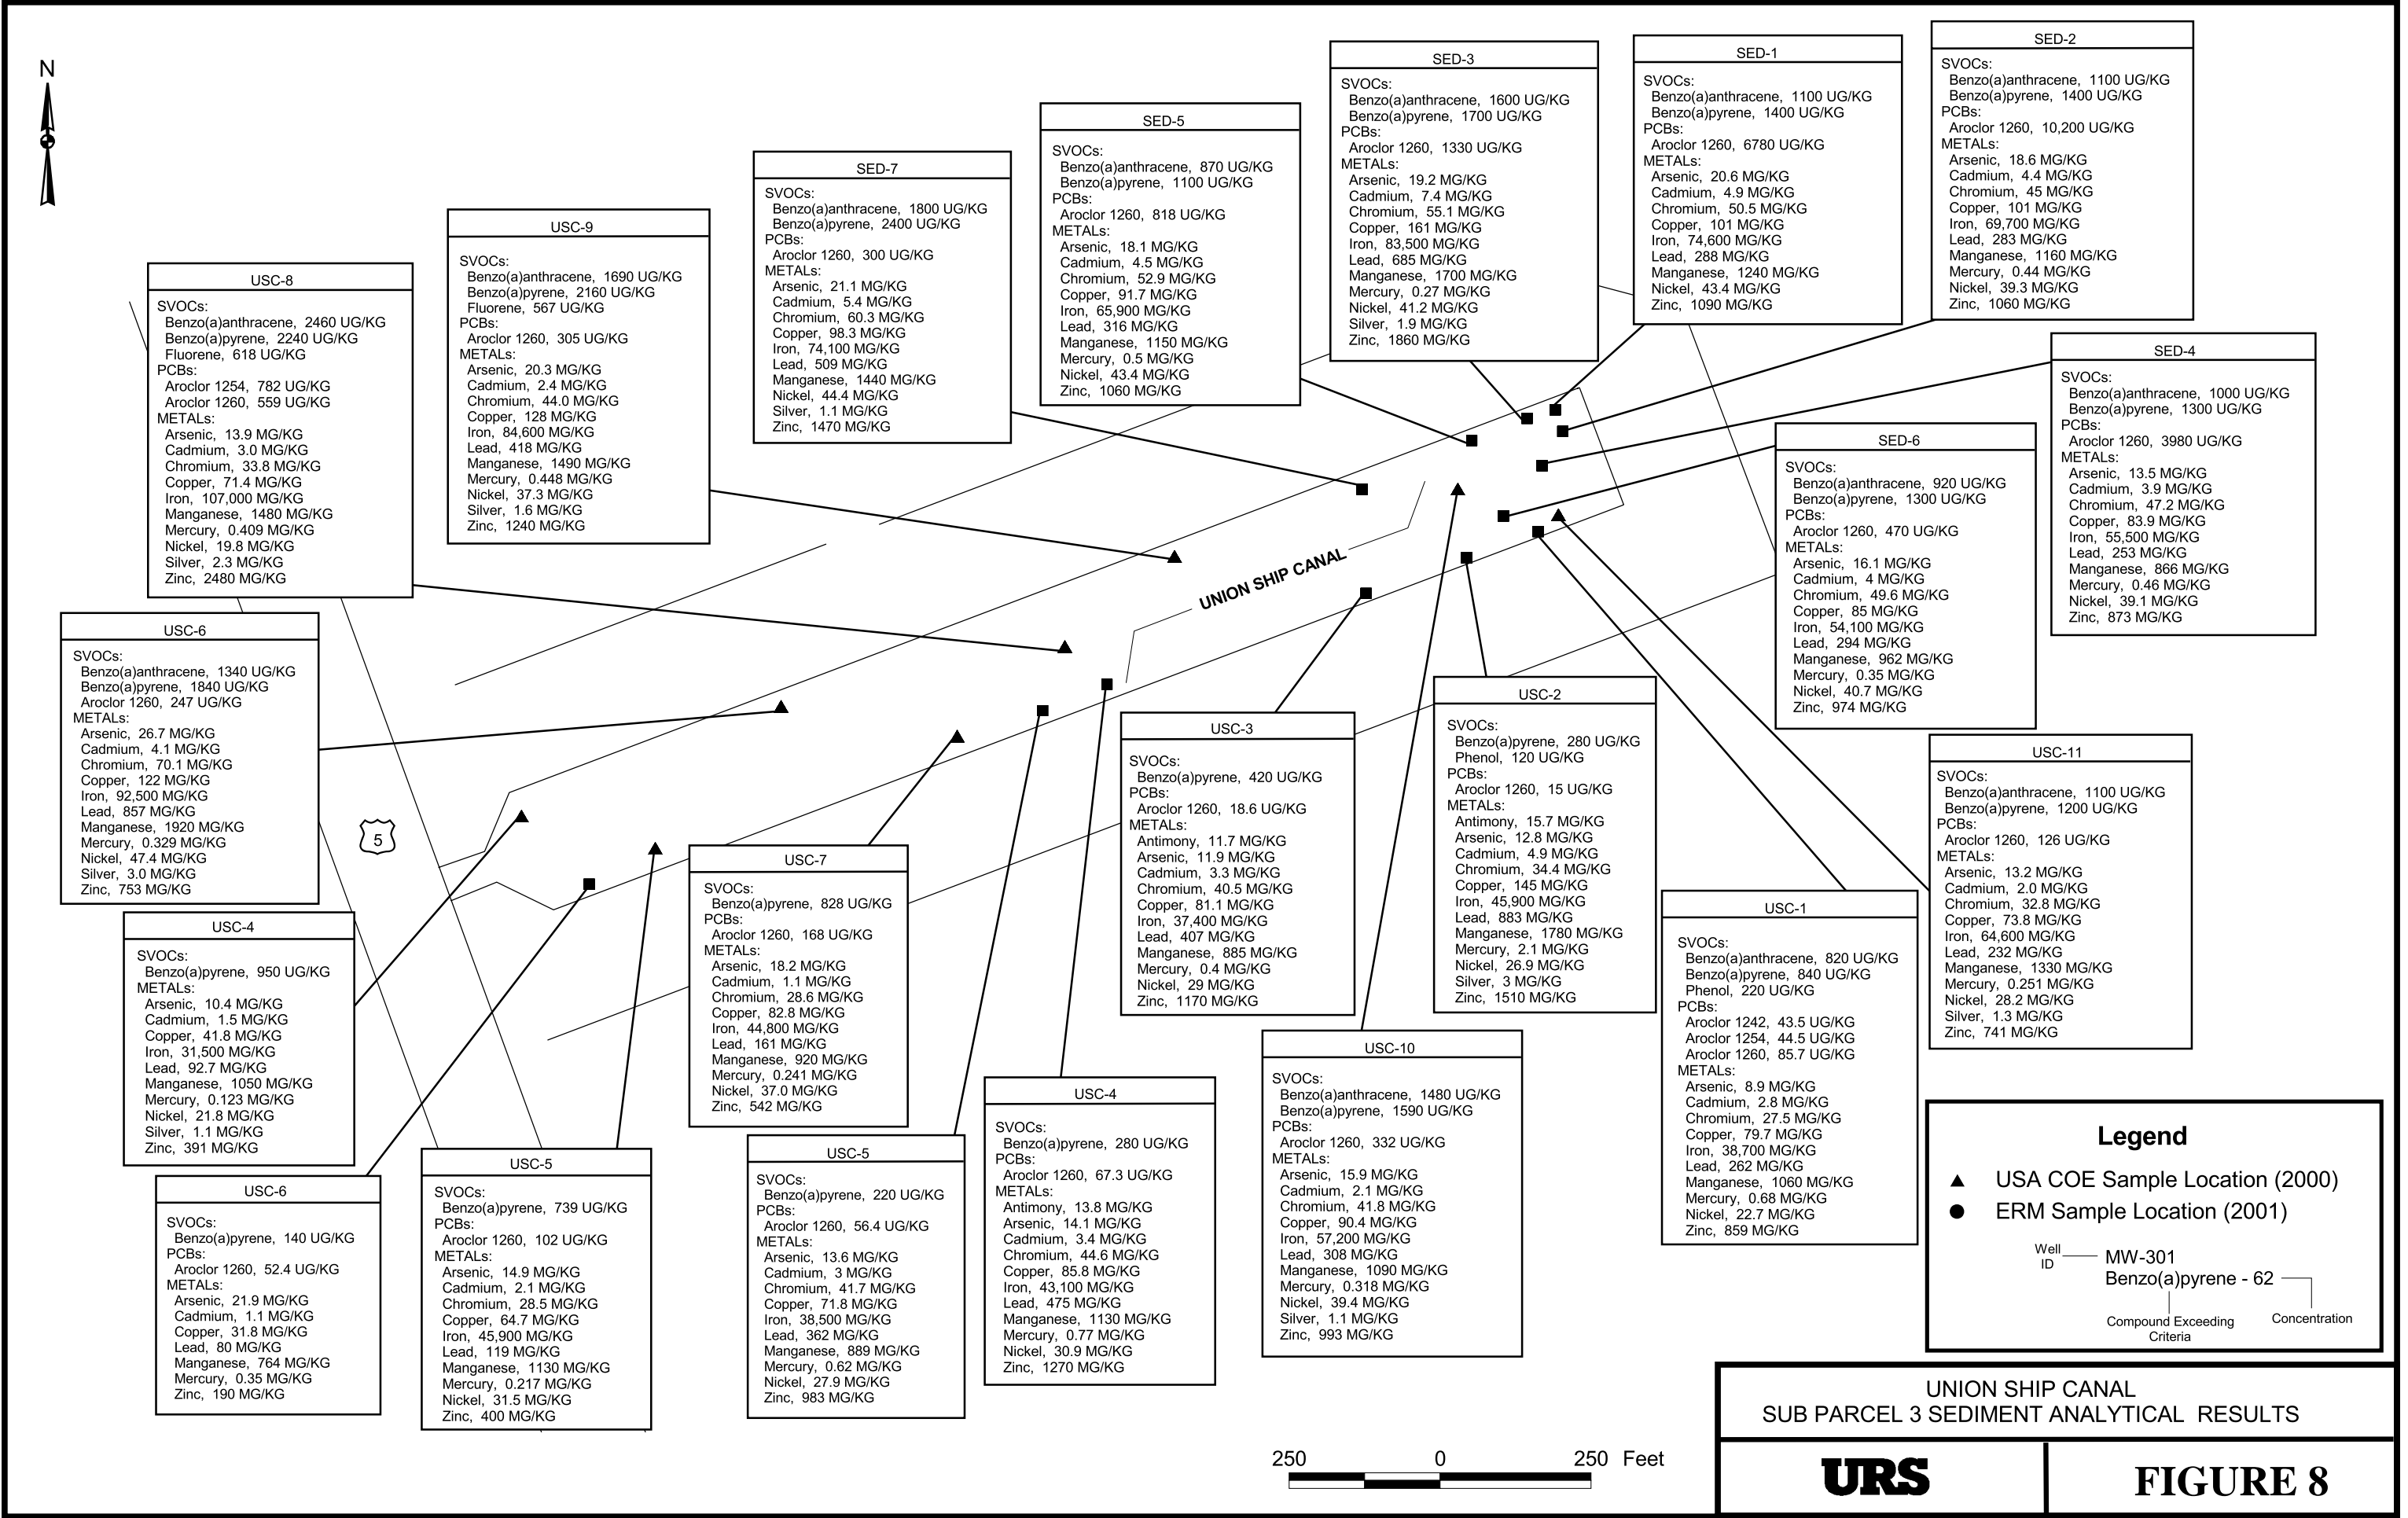 N
SED-2
SVOCs:
Benzo(a)anthracene, 1100 UG/KG
Benzo(a)pyrene, 1400 UG/KG
PCBs:
Aroclor 1260, 10,200 UG/KG
METALs:
Arsenic, 18.6 MG/KG
Cadmium, 4.4 MG/KG
Chromium, 45 MG/KG
Copper, 101 MG/KG
Iron, 69,700 MG/KG
Lead, 283 MG/KG
Manganese, 1160 MG/KG
Mercury, 0.44 MG/KG
Nickel, 39.3 MG/KG
Zinc, 1060 MG/KG
SED-1
SVOCs:
Benzo(a)anthracene, 1100 UG/KG
Benzo(a)pyrene, 1400 UG/KG
PCBs:
Aroclor 1260, 6780 UG/KG
METALs:
Arsenic, 20.6 MG/KG
Cadmium, 4.9 MG/KG
Chromium, 50.5 MG/KG
Copper, 101 MG/KG
Iron, 74,600 MG/KG
Lead, 288 MG/KG
Manganese, 1240 MG/KG
Nickel, 43.4 MG/KG
Zinc, 1090 MG/KG
SED-3
SVOCs:
Benzo(a)anthracene, 1600 UG/KG
Benzo(a)pyrene, 1700 UG/KG
PCBs:
Aroclor 1260, 1330 UG/KG
METALs:
Arsenic, 19.2 MG/KG
Cadmium, 7.4 MG/KG
Chromium, 55.1 MG/KG
Copper, 161 MG/KG
Iron, 83,500 MG/KG
Lead, 685 MG/KG
Manganese, 1700 MG/KG
Mercury, 0.27 MG/KG
Nickel, 41.2 MG/KG
Silver, 1.9 MG/KG
Zinc, 1860 MG/KG
SED-5
SVOCs:
Benzo(a)anthracene, 870 UG/KG
Benzo(a)pyrene, 1100 UG/KG
PCBs:
Aroclor 1260, 818 UG/KG
METALs:
Arsenic, 18.1 MG/KG
Cadmium, 4.5 MG/KG
Chromium, 52.9 MG/KG
Copper, 91.7 MG/KG
Iron, 65,900 MG/KG
Lead, 316 MG/KG
Manganese, 1150 MG/KG
Mercury, 0.5 MG/KG
Nickel, 43.4 MG/KG
Zinc, 1060 MG/KG
SED-7
SVOCs:
Benzo(a)anthracene, 1800 UG/KG
Benzo(a)pyrene, 2400 UG/KG
PCBs:
Aroclor 1260, 300 UG/KG
METALs:
Arsenic, 21.1 MG/KG
Cadmium, 5.4 MG/KG
Chromium, 60.3 MG/KG
Copper, 98.3 MG/KG
Iron, 74,100 MG/KG
Lead, 509 MG/KG
Manganese, 1440 MG/KG
Nickel, 44.4 MG/KG
Silver, 1.1 MG/KG
Zinc, 1470 MG/KG
USC-9
SVOCs:
Benzo(a)anthracene, 1690 UG/KG
Benzo(a)pyrene, 2160 UG/KG
Fluorene, 567 UG/KG
PCBs:
Aroclor 1260, 305 UG/KG
METALs:
Arsenic, 20.3 MG/KG
Cadmium, 2.4 MG/KG
Chromium, 44.0 MG/KG
Copper, 128 MG/KG
Iron, 84,600 MG/KG
Lead, 418 MG/KG
Manganese, 1490 MG/KG
Mercury, 0.448 MG/KG
Nickel, 37.3 MG/KG
Silver, 1.6 MG/KG
Zinc, 1240 MG/KG
USC-8
SVOCs:
Benzo(a)anthracene, 2460 UG/KG
Benzo(a)pyrene, 2240 UG/KG
Fluorene, 618 UG/KG
PCBs:
Aroclor 1254, 782 UG/KG
Aroclor 1260, 559 UG/KG
METALs:
Arsenic, 13.9 MG/KG
Cadmium, 3.0 MG/KG
Chromium, 33.8 MG/KG
Copper, 71.4 MG/KG
Iron, 107,000 MG/KG
Manganese, 1480 MG/KG
Mercury, 0.409 MG/KG
Nickel, 19.8 MG/KG
Silver, 2.3 MG/KG
Zinc, 2480 MG/KG
SED-4
SVOCs:
Benzo(a)anthracene, 1000 UG/KG
Benzo(a)pyrene, 1300 UG/KG
PCBs:
Aroclor 1260, 3980 UG/KG
METALs:
Arsenic, 13.5 MG/KG
Cadmium, 3.9 MG/KG
Chromium, 47.2 MG/KG
Copper, 83.9 MG/KG
Iron, 55,500 MG/KG
Lead, 253 MG/KG
Manganese, 866 MG/KG
Mercury, 0.46 MG/KG
Nickel, 39.1 MG/KG
Zinc, 873 MG/KG
SED-6
SVOCs:
Benzo(a)anthracene, 920 UG/KG
Benzo(a)pyrene, 1300 UG/KG
PCBs:
Aroclor 1260, 470 UG/KG
METALs:
Arsenic, 16.1 MG/KG
Cadmium, 4 MG/KG
Chromium, 49.6 MG/KG
Copper, 85 MG/KG
Iron, 54,100 MG/KG
Lead, 294 MG/KG
Manganese, 962 MG/KG
Mercury, 0.35 MG/KG
Nickel, 40.7 MG/KG
Zinc, 974 MG/KG
UNION SHIP CANAL
USC-6
SVOCs:
Benzo(a)anthracene, 1340 UG/KG
Benzo(a)pyrene, 1840 UG/KG
Aroclor 1260, 247 UG/KG
METALs:
Arsenic, 26.7 MG/KG
Cadmium, 4.1 MG/KG
Chromium, 70.1 MG/KG
Copper, 122 MG/KG
Iron, 92,500 MG/KG
Lead, 857 MG/KG
Manganese, 1920 MG/KG
Mercury, 0.329 MG/KG
Nickel, 47.4 MG/KG
Silver, 3.0 MG/KG
Zinc, 753 MG/KG
5
USC-2
SVOCs:
Benzo(a)pyrene, 280 UG/KG
Phenol, 120 UG/KG
PCBs:
Aroclor 1260, 15 UG/KG
METALs:
Antimony, 15.7 MG/KG
Arsenic, 12.8 MG/KG
Cadmium, 4.9 MG/KG
Chromium, 34.4 MG/KG
Copper, 145 MG/KG
Iron, 45,900 MG/KG
Lead, 883 MG/KG
Manganese, 1780 MG/KG
Mercury, 2.1 MG/KG
Nickel, 26.9 MG/KG
Silver, 3 MG/KG
Zinc, 1510 MG/KG
USC-3
SVOCs:
Benzo(a)pyrene, 420 UG/KG
PCBs:
Aroclor 1260, 18.6 UG/KG
METALs:
Antimony, 11.7 MG/KG
Arsenic, 11.9 MG/KG
Cadmium, 3.3 MG/KG
Chromium, 40.5 MG/KG
Copper, 81.1 MG/KG
Iron, 37,400 MG/KG
Lead, 407 MG/KG
Manganese, 885 MG/KG
Mercury, 0.4 MG/KG
Nickel, 29 MG/KG
Zinc, 1170 MG/KG
USC-11
SVOCs:
Benzo(a)anthracene, 1100 UG/KG
Benzo(a)pyrene, 1200 UG/KG
PCBs:
Aroclor 1260, 126 UG/KG
METALs:
Arsenic, 13.2 MG/KG
Cadmium, 2.0 MG/KG
Chromium, 32.8 MG/KG
Copper, 73.8 MG/KG
Iron, 64,600 MG/KG
Lead, 232 MG/KG
Manganese, 1330 MG/KG
Mercury, 0.251 MG/KG
Nickel, 28.2 MG/KG
Silver, 1.3 MG/KG
Zinc, 741 MG/KG
USC-7
SVOCs:
Benzo(a)pyrene, 828 UG/KG
PCBs:
Aroclor 1260, 168 UG/KG
METALs:
Arsenic, 18.2 MG/KG
Cadmium, 1.1 MG/KG
Chromium, 28.6 MG/KG
Copper, 82.8 MG/KG
Iron, 44,800 MG/KG
Lead, 161 MG/KG
Manganese, 920 MG/KG
Mercury, 0.241 MG/KG
Nickel, 37.0 MG/KG
Zinc, 542 MG/KG
USC-1
SVOCs:
Benzo(a)anthracene, 820 UG/KG
Benzo(a)pyrene, 840 UG/KG
Phenol, 220 UG/KG
PCBs:
Aroclor 1242, 43.5 UG/KG
Aroclor 1254, 44.5 UG/KG
Aroclor 1260, 85.7 UG/KG
METALs:
Arsenic, 8.9 MG/KG
Cadmium, 2.8 MG/KG
Chromium, 27.5 MG/KG
Copper, 79.7 MG/KG
Iron, 38,700 MG/KG
Lead, 262 MG/KG
Manganese, 1060 MG/KG
Mercury, 0.68 MG/KG
Nickel, 22.7 MG/KG
Zinc, 859 MG/KG
USC-4
SVOCs:
Benzo(a)pyrene, 950 UG/KG
METALs:
Arsenic, 10.4 MG/KG
Cadmium, 1.5 MG/KG
Copper, 41.8 MG/KG
Iron, 31,500 MG/KG
Lead, 92.7 MG/KG
Manganese, 1050 MG/KG
Mercury, 0.123 MG/KG
Nickel, 21.8 MG/KG
Silver, 1.1 MG/KG
Zinc, 391 MG/KG
USC-10
SVOCs:
Benzo(a)anthracene, 1480 UG/KG
Benzo(a)pyrene, 1590 UG/KG
PCBs:
Aroclor 1260, 332 UG/KG
METALs:
Arsenic, 15.9 MG/KG
Cadmium, 2.1 MG/KG
Chromium, 41.8 MG/KG
Copper, 90.4 MG/KG
Iron, 57,200 MG/KG
Lead, 308 MG/KG
Manganese, 1090 MG/KG
Mercury, 0.318 MG/KG
Nickel, 39.4 MG/KG
Silver, 1.1 MG/KG
Zinc, 993 MG/KG
USC-4
SVOCs:
Benzo(a)pyrene, 280 UG/KG
PCBs:
Aroclor 1260, 67.3 UG/KG
METALs:
Antimony, 13.8 MG/KG
Arsenic, 14.1 MG/KG
Cadmium, 3.4 MG/KG
Chromium, 44.6 MG/KG
Copper, 85.8 MG/KG
Iron, 43,100 MG/KG
Lead, 475 MG/KG
Manganese, 1130 MG/KG
Mercury, 0.77 MG/KG
Nickel, 30.9 MG/KG
Zinc, 1270 MG/KG
USC-5
SVOCs:
Benzo(a)pyrene, 220 UG/KG
PCBs:
Aroclor 1260, 56.4 UG/KG
METALs:
Arsenic, 13.6 MG/KG
Cadmium, 3 MG/KG
Chromium, 41.7 MG/KG
Copper, 71.8 MG/KG
Iron, 38,500 MG/KG
Lead, 362 MG/KG
Manganese, 889 MG/KG
Mercury, 0.62 MG/KG
Nickel, 27.9 MG/KG
Zinc, 983 MG/KG
USC-5
SVOCs:
Benzo(a)pyrene, 739 UG/KG
PCBs:
Aroclor 1260, 102 UG/KG
METALs:
Arsenic, 14.9 MG/KG
Cadmium, 2.1 MG/KG
Chromium, 28.5 MG/KG
Copper, 64.7 MG/KG
Iron, 45,900 MG/KG
Lead, 119 MG/KG
Manganese, 1130 MG/KG
Mercury, 0.217 MG/KG
Nickel, 31.5 MG/KG
Zinc, 400 MG/KG
USC-6
SVOCs:
Benzo(a)pyrene, 140 UG/KG
PCBs:
Aroclor 1260, 52.4 UG/KG
METALs:
Arsenic, 21.9 MG/KG
Cadmium, 1.1 MG/KG
Copper, 31.8 MG/KG
Lead, 80 MG/KG
Manganese, 764 MG/KG
Mercury, 0.35 MG/KG
Zinc, 190 MG/KG
Legend
USA COE Sample Location (2000)
ERM Sample Location (2001)
Well
ID
MW-301
Benzo(a)pyrene - 62
Compound Exceeding
Criteria
Concentration
250 0 250 Feet
UNION SHIP CANAL
SUB PARCEL 3 SEDIMENT ANALYTICAL RESULTS
URS
FIGURE 8